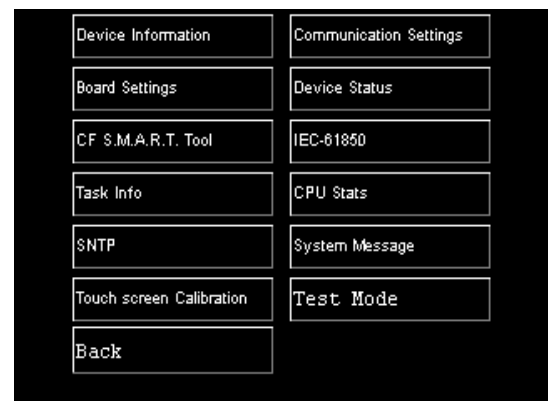 Device Information
Communication Settings
Board Settings
Device Status
CF S.M.A.R.T. Tool
IEC-61850
Task Info
CPU Stats
SNTP
System Message
Touch screen Calibration
Test Mode
Back